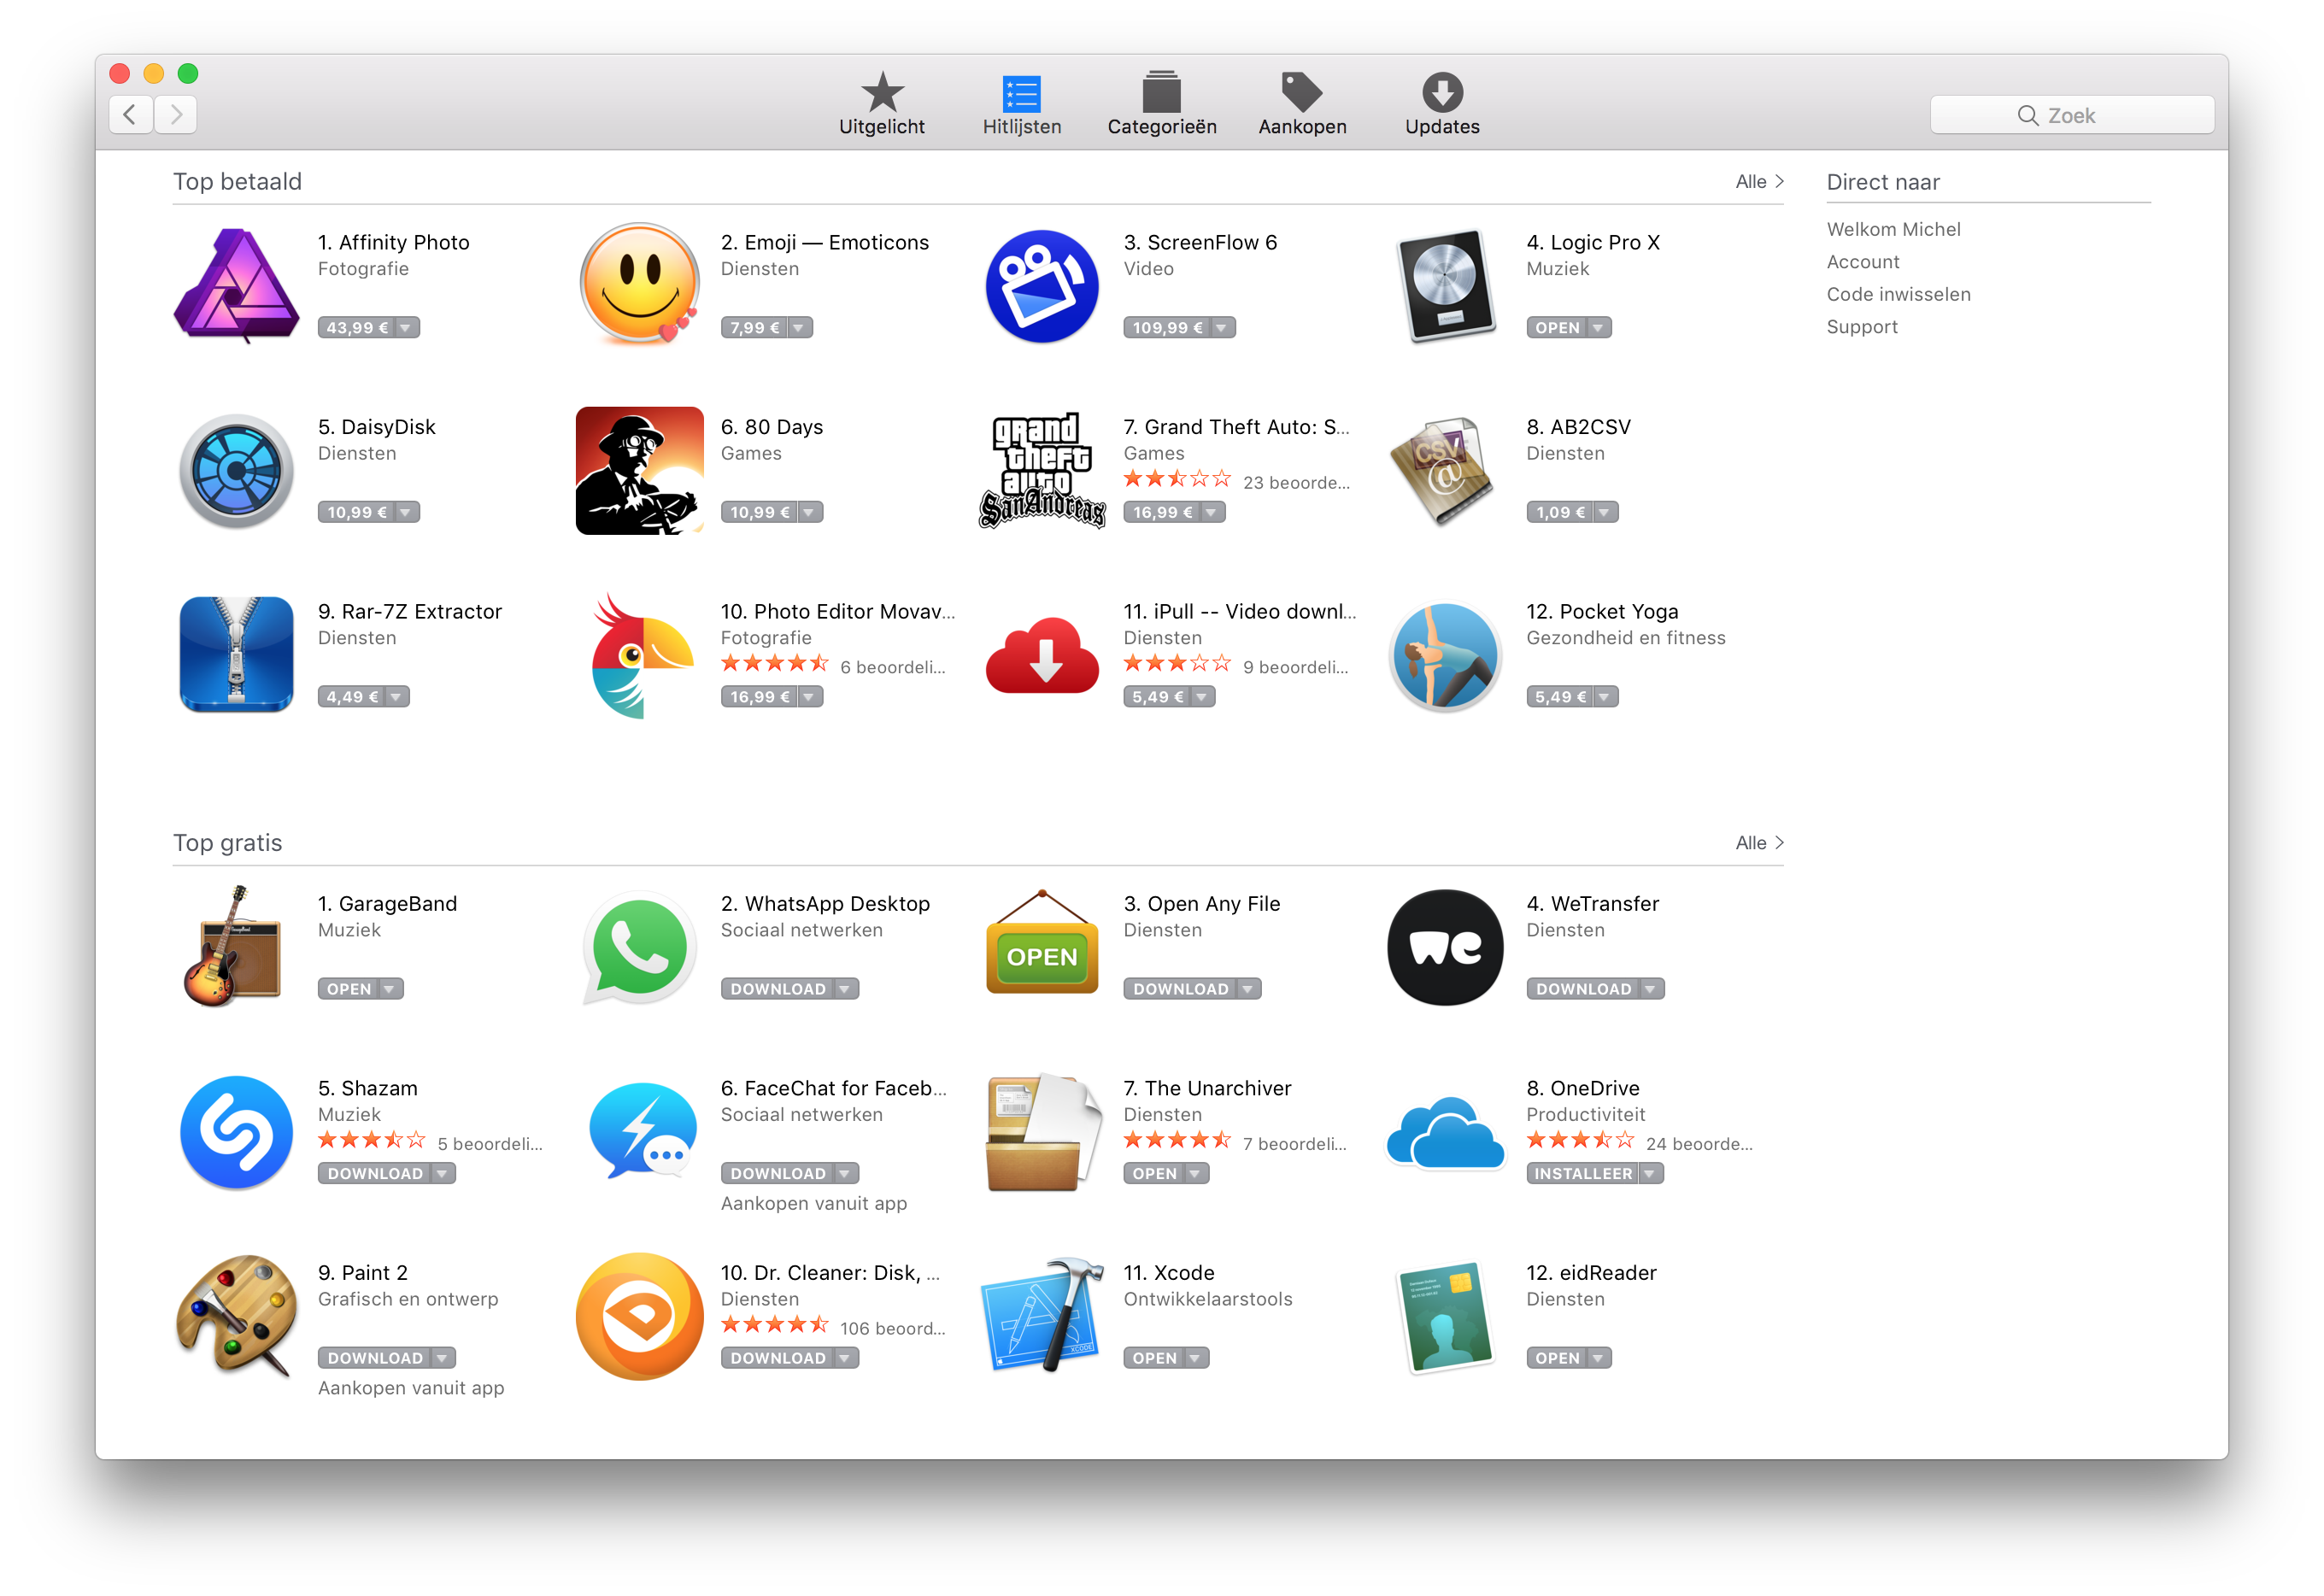 Uitgelicht
Hitlijsten
Categorieën
Aankopen
Updates
Zoek
Top betaald
Alle >
1. Affinity Photo
Fotografie
43,99 €
2. Emoji — Emoticons
Diensten
7,99 €
3. ScreenFlow 6
Video
109,99 €
4. Logic Pro X
Muziek
OPEN
5. DaisyDisk
Diensten
10,99 €
6. 80 Days
Games
10,99 €
grand
theft
auto
SanAndreas
7. Grand Theft Auto: S...
Games
23 beoorde...
16,99 €
CSV
@
8. AB2CSV
Diensten
1,09 €
9. Rar-7Z Extractor
Diensten
4,49 €
10. Photo Editor Movav...
Fotografie
6 beoordeli...
16,99 €
11. iPull -- Video downl...
Diensten
9 beoordeli...
5,49 €
12. Pocket Yoga
Gezondheid en fitness
5,49 €
Direct naar
Welkom Michel
Account
Code inwisselen
Support
Top gratis
Alle >
1. GarageBand
Muziek
OPEN
2. WhatsApp Desktop
Sociaal netwerken
DOWNLOAD
OPEN
3. Open Any File
Diensten
DOWNLOAD
we
4. WeTransfer
Diensten
DOWNLOAD
5. Shazam
Muziek
5 beoordeli...
DOWNLOAD
6. FaceChat for Faceb...
Sociaal netwerken
DOWNLOAD
Aankopen vanuit app
7. The Unarchiver
Diensten
7 beoordeli...
OPEN
8. OneDrive
Productiviteit
24 beoorde...
INSTALLEER
9. Paint 2
Grafisch en ontwerp
DOWNLOAD
Aankopen vanuit app
10. Dr. Cleaner: Disk, ...
Diensten
106 beoord...
DOWNLOAD
XCODE
11. Xcode
Ontwikkelaarstools
OPEN
12. eidReader
Diensten
OPEN